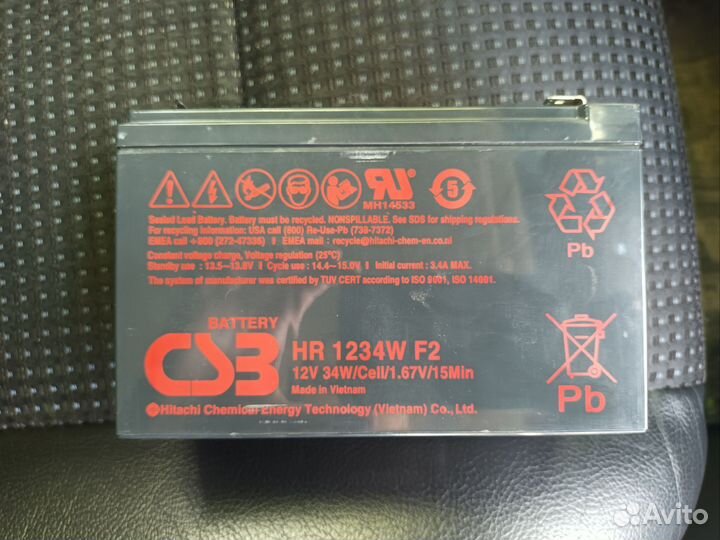 MH14533
5
Sealed Lead Battery. Battery must be recycled. NONSPILLABLE. See SDS for shipping regulations.
For recycling information: USA call (800) Re-Use-Pb (738-7372)
EMEA call +800 (272-47335) | EMEA mail : recycle@hitachi-chem-en.co.nl
Constant voltage charge, Voltage regulation (25°C)
Standby use : 13.5~13.8V | Cycle use : 14.4~15.0V | Initial current : 3.4A MAX.
The system of manufacturer was certified by TUV CERT according to ISO 9001, ISO 14001.
Pb
BATTERY
CSB
HR 1234W F2
12V 34W/Cell/1.67V/15Min
Made in Vietnam
Hitachi Chemical Energy Technology (Vietnam) Co., Ltd.
Pb
Avito